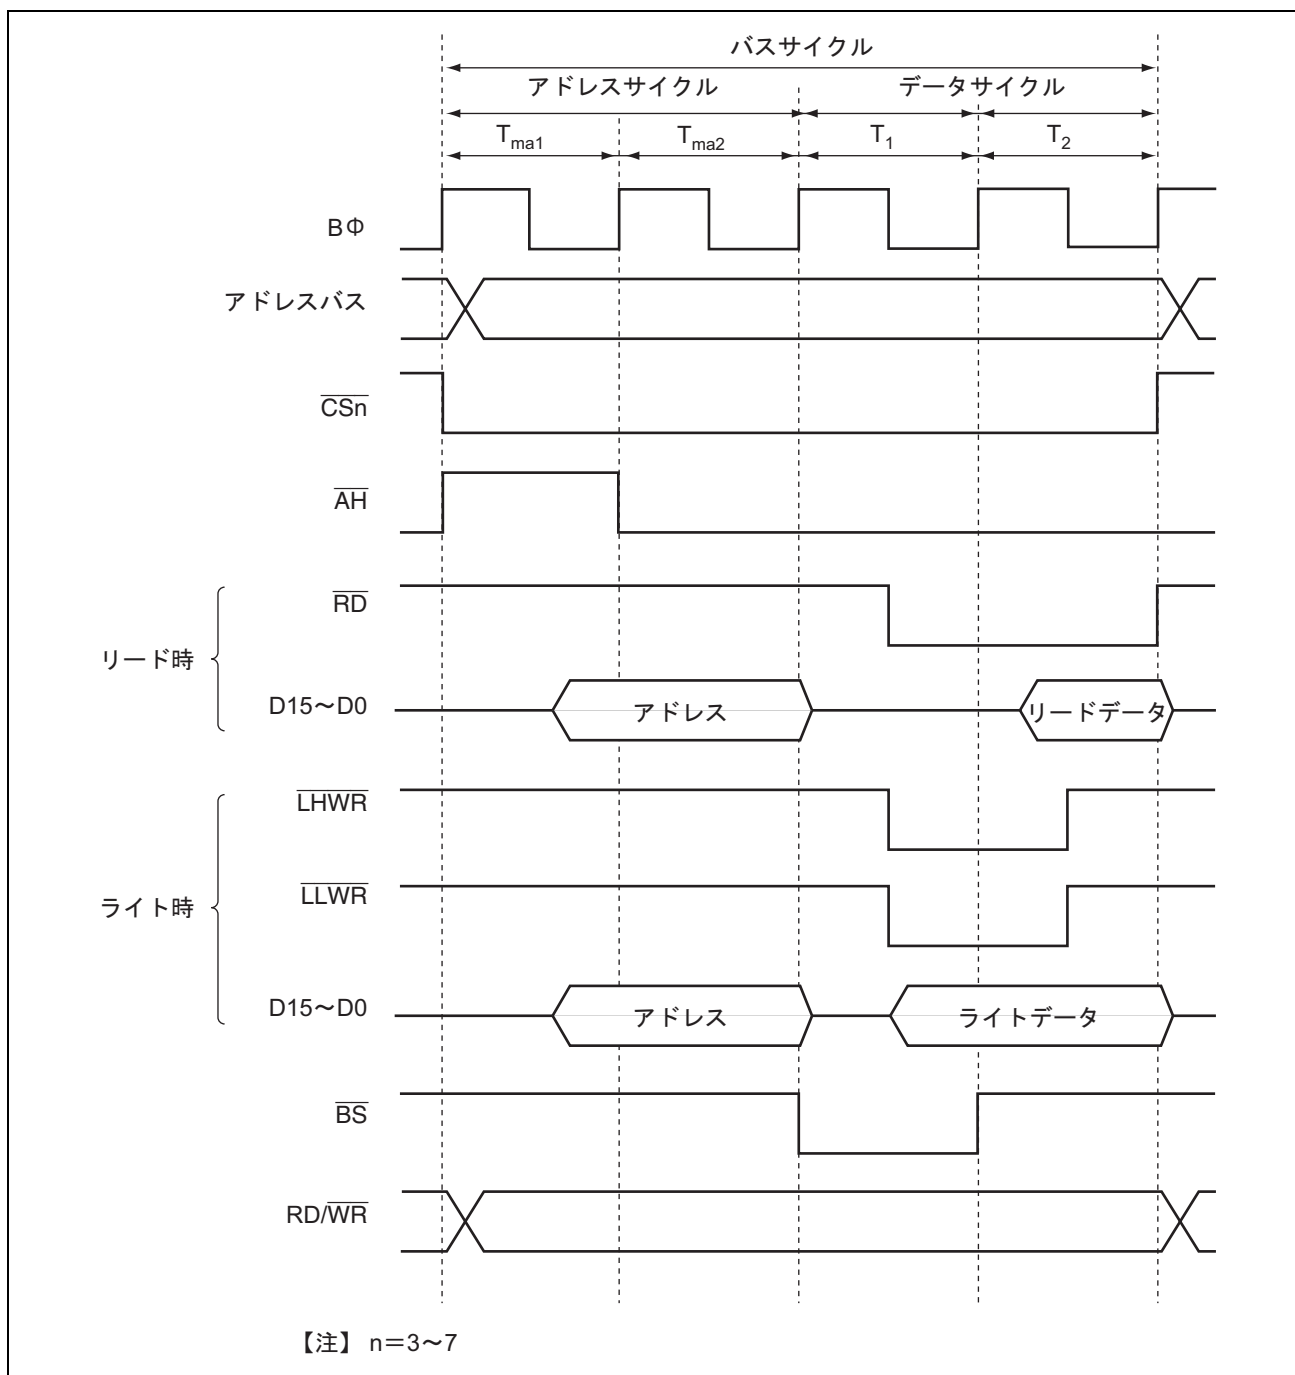 バスサイクル
アドレスサイクル データサイクル
Tma1 Tma2 T1 T2
BΦ
アドレスバス
CSn
AH
RD
リード時
D15～D0 アドレス リードデータ
LHWR
LLWR
ライト時
D15～D0 アドレス ライトデータ
BS
RD/WR
【注】 n＝3～7